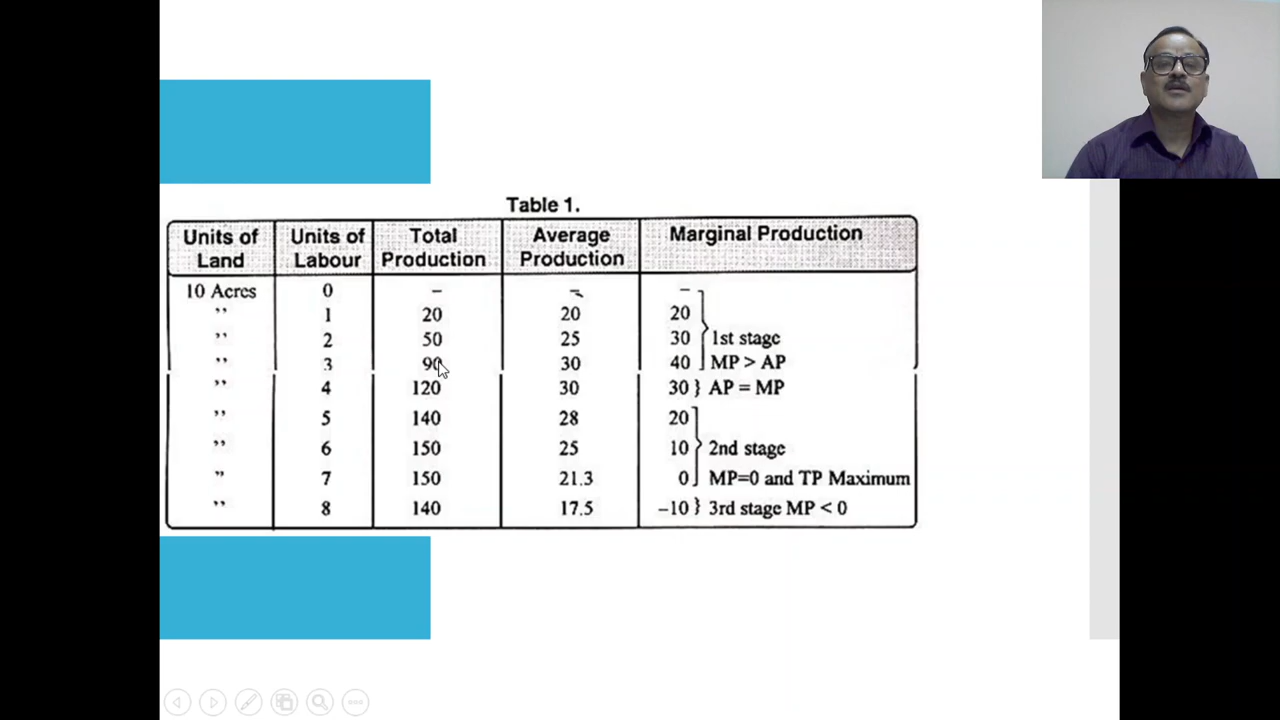 Table 1.
Units of Land Units of Labour Total Production Average Production Marginal Production
10 Acres 0 – – –
,, 1 20 20 20
,, 2 50 25 30 1st stage
,, 3 90 30 40 MP > AP
,, 4 120 30 30 } AP = MP
,, 5 140 28 20
,, 6 150 25 10 2nd stage
,, 7 150 21.3 0 MP=0 and TP Maximum
,, 8 140 17.5 –10 } 3rd stage MP < 0